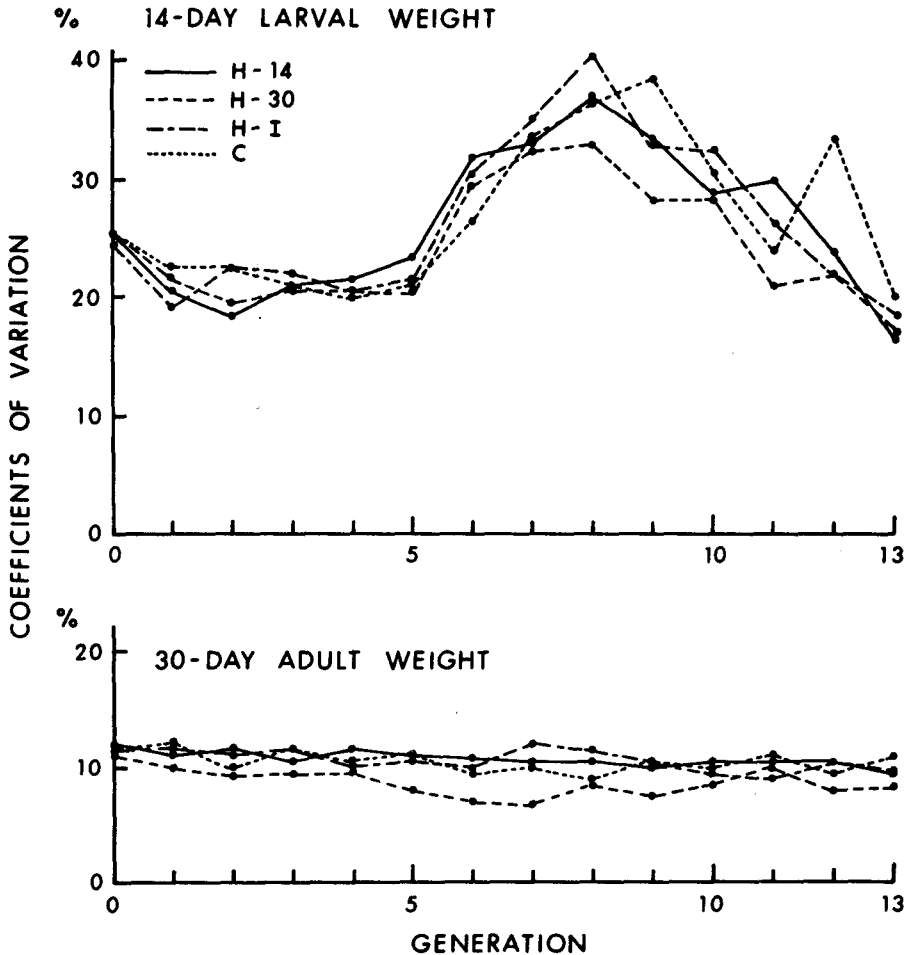 % 14-DAY LARVAL WEIGHT
40
H-14
H-30
H-I
C
30
20
10
0
0 5 10 13
COEFFICIENTS OF VARIATION
%
20
30-DAY ADULT WEIGHT
10
0
0 5 10 13
GENERATION